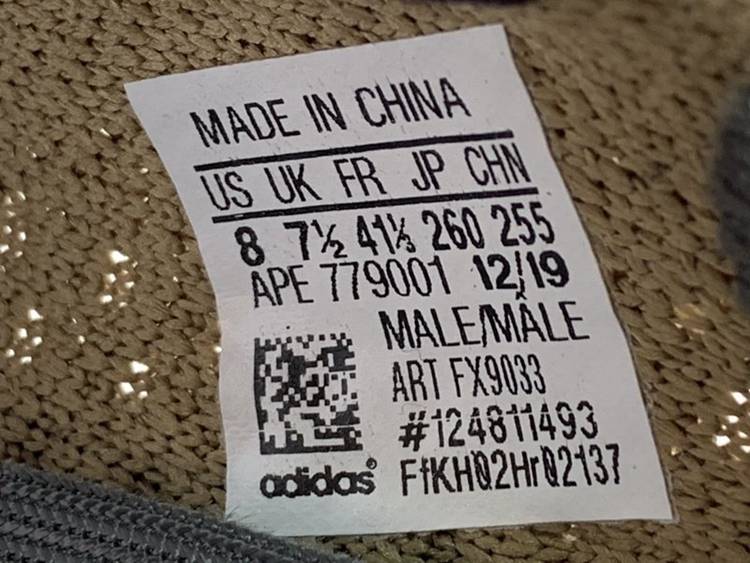 MADE IN CHINA
US UK FR JP CHN
8 7½ 41⅓ 260 255
APE 779001 12/19
MALE/MÂLE
ART FX9033
#124811493
FfKHQ2HrQ2137
adidas®